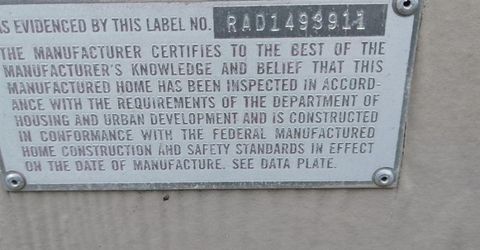 AS EVIDENCED BY THIS LABEL NO. RAD1493911
THE MANUFACTURER CERTIFIES TO THE BEST OF THE
MANUFACTURER'S KNOWLEDGE AND BELIEF THAT THIS
MANUFACTURED HOME HAS BEEN INSPECTED IN ACCORD-
ANCE WITH THE REQUIREMENTS OF THE DEPARTMENT OF
HOUSING AND URBAN DEVELOPMENT AND IS CONSTRUCTED
IN CONFORMANCE WITH THE FEDERAL MANUFACTURED
HOME CONSTRUCTION AND SAFETY STANDARDS IN EFFECT
ON THE DATE OF MANUFACTURE. SEE DATA PLATE.